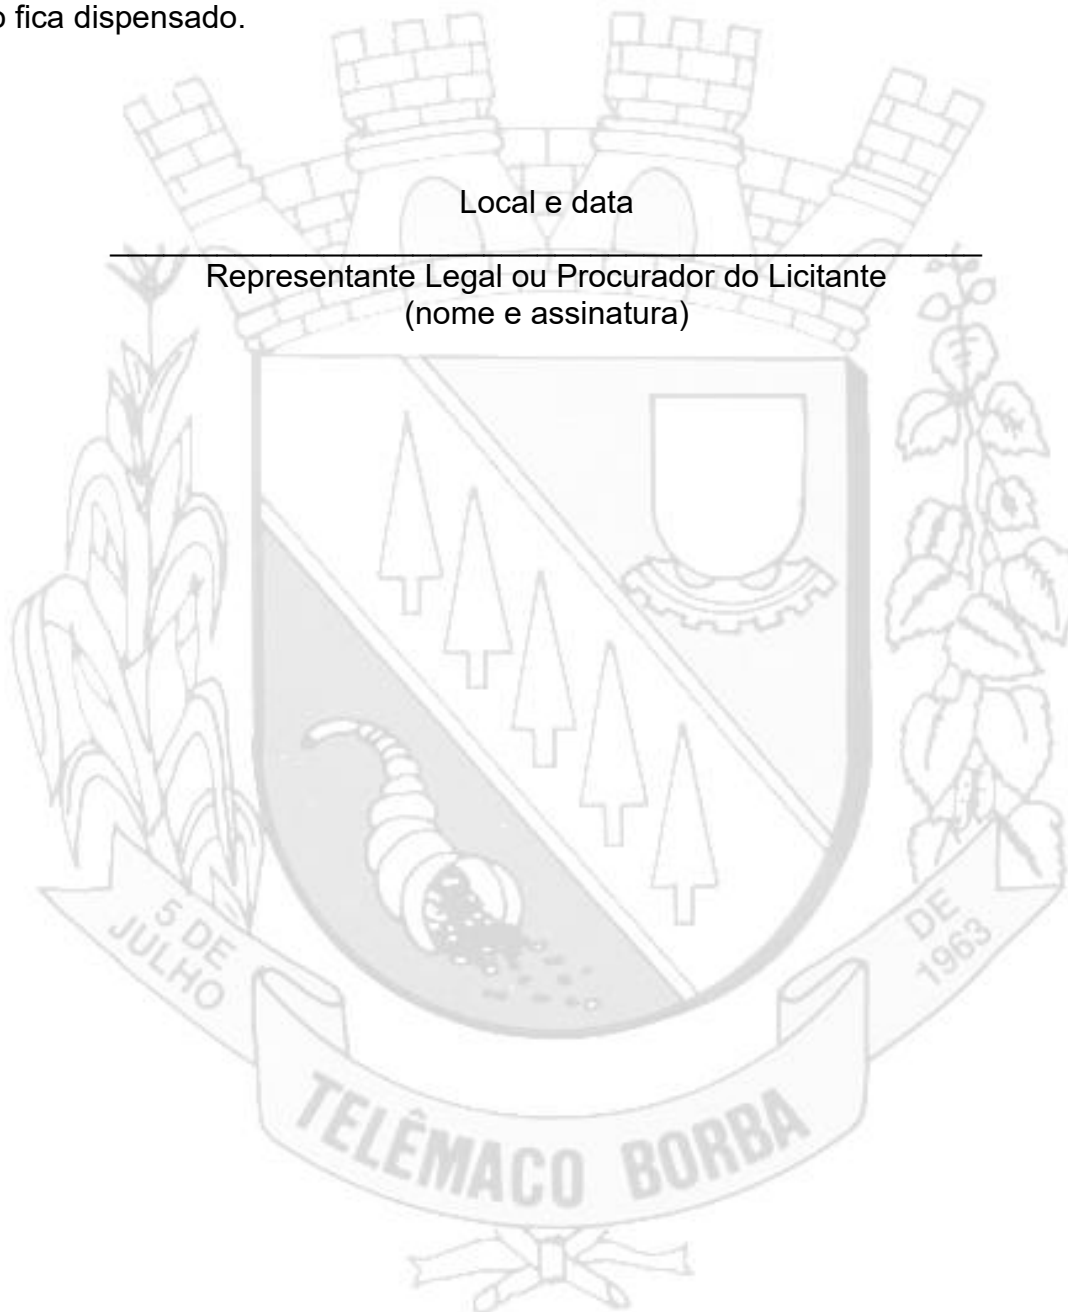 o fica dispensado.
Local e data
Representante Legal ou Procurador do Licitante
(nome e assinatura)
5 DE
JULHO
DE
1963
TELÊMACO BORBA